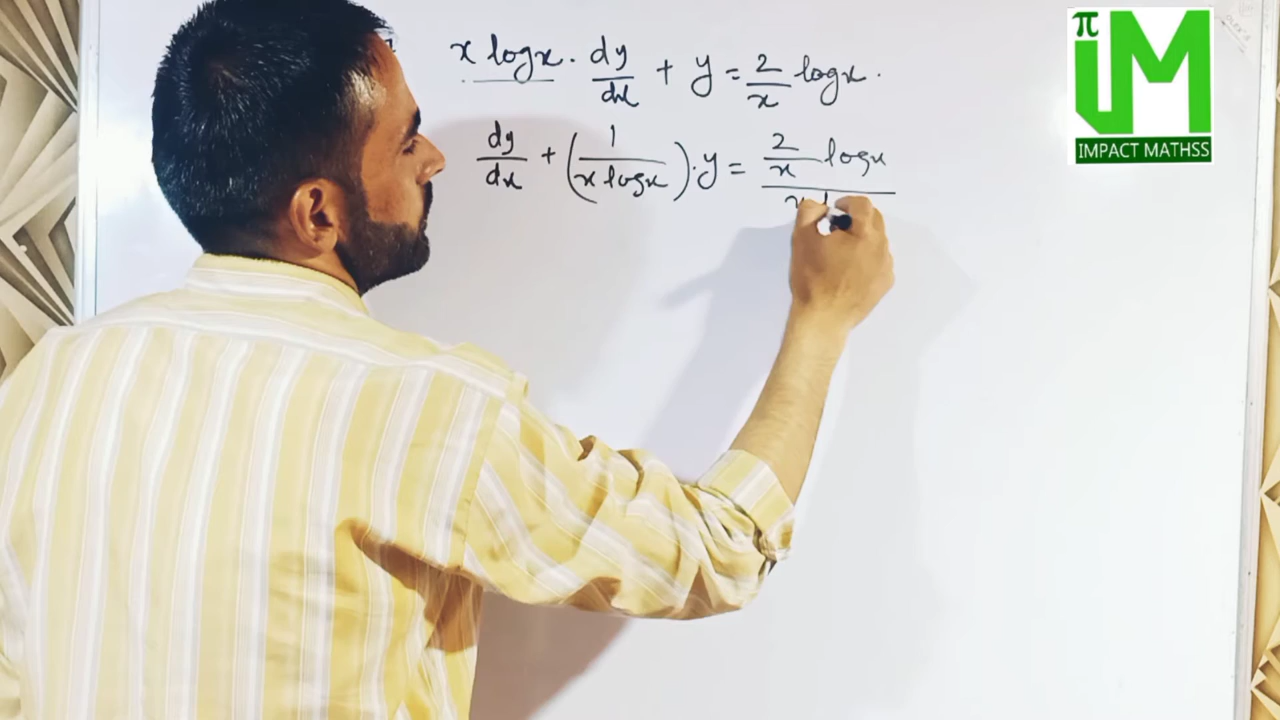 x logx · dy/dx + y = 2/x logx .
dy/dx + (1/(x logx)) · y = (2/x logx)/x
π
iM
IMPACT MATHSS